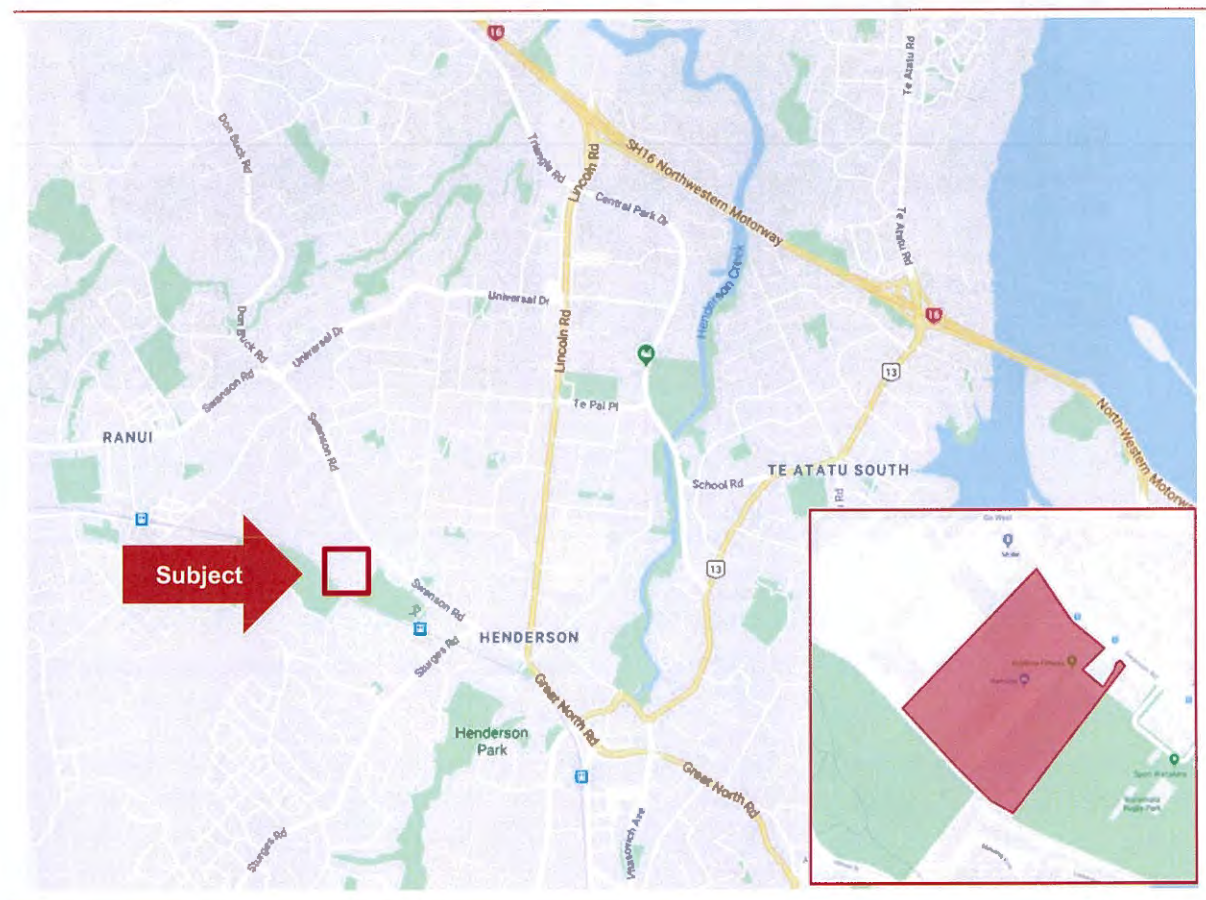 16
Te Atatu Rd
Don Buck Rd
Triangle Rd
Lincoln Rd
SH16 Northwestern Motorway
Central Park Dr
Te Atatu Rd
Henderson Creek
Universal Dr
Don Buck Rd
Universal Dr
Lincoln Rd
16
13
Swanson Rd
Te Pai Pl
North-Western Motorway
RANUI
Swanson Rd
TE ATATU SOUTH
School Rd
Rd
Subject
13
Swanson Rd
HENDERSON
Sturges Rd
Great North Rd
Henderson
Park
Great North Rd
Sturges Rd
Swanson Rd